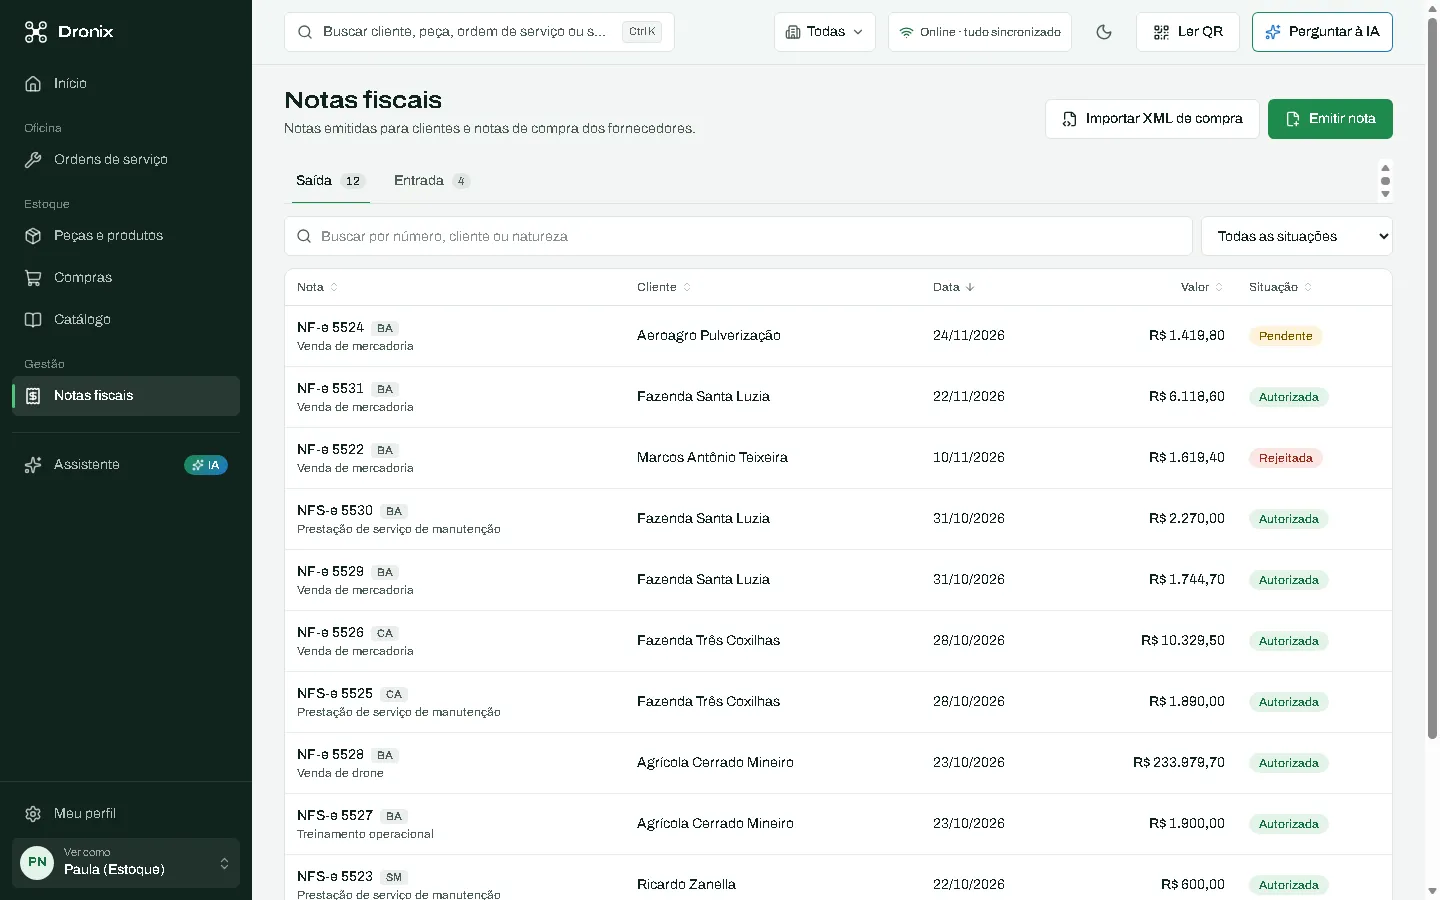 Dronix
Buscar cliente, peça, ordem de serviço ou s...
Ctrl K
Todas
Online · tudo sincronizado
Ler QR
Perguntar à IA
Início
Oficina
Ordens de serviço
Estoque
Peças e produtos
Compras
Catálogo
Gestão
Notas fiscais
Assistente
IA
Meu perfil
PN
Ver como
Paula (Estoque)
Notas fiscais
Notas emitidas para clientes e notas de compra dos fornecedores.
Importar XML de compra
Emitir nota
Saída 12
Entrada 4
Buscar por número, cliente ou natureza
Todas as situações
Nota Cliente Data Valor Situação
NF-e 5524 BA Aeroagro Pulverização 24/11/2026 R$ 1.419,80 Pendente
Venda de mercadoria
NF-e 5531 BA Fazenda Santa Luzia 22/11/2026 R$ 6.118,60 Autorizada
Venda de mercadoria
NF-e 5522 BA Marcos Antônio Teixeira 10/11/2026 R$ 1.619,40 Rejeitada
Venda de mercadoria
NFS-e 5530 BA Fazenda Santa Luzia 31/10/2026 R$ 2.270,00 Autorizada
Prestação de serviço de manutenção
NF-e 5529 BA Fazenda Santa Luzia 31/10/2026 R$ 1.744,70 Autorizada
Venda de mercadoria
NF-e 5526 CA Fazenda Três Coxilhas 28/10/2026 R$ 10.329,50 Autorizada
Venda de mercadoria
NFS-e 5525 CA Fazenda Três Coxilhas 28/10/2026 R$ 1.890,00 Autorizada
Prestação de serviço de manutenção
NF-e 5528 BA Agrícola Cerrado Mineiro 23/10/2026 R$ 233.979,70 Autorizada
Venda de drone
NFS-e 5527 BA Agrícola Cerrado Mineiro 23/10/2026 R$ 1.900,00 Autorizada
Treinamento operacional
NFS-e 5523 SM Ricardo Zanella 22/10/2026 R$ 600,00 Autorizada
Prestação de serviço de manutenção